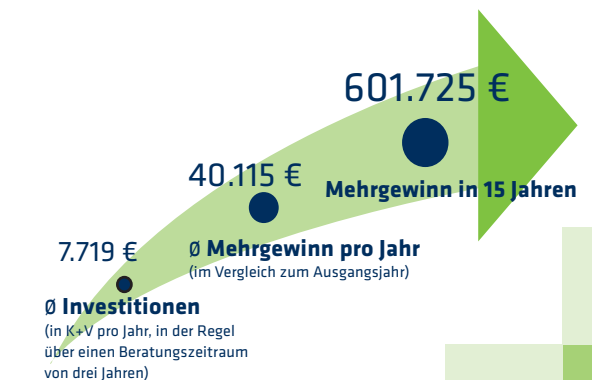 601.725 €
Mehrgewinn in 15 Jahren
40.115 €
Ø Mehrgewinn pro Jahr
(im Vergleich zum Ausgangsjahr)
7.719 €
Ø Investitionen
(in K+V pro Jahr, in der Regel
über einen Beratungszeitraum
von drei Jahren)